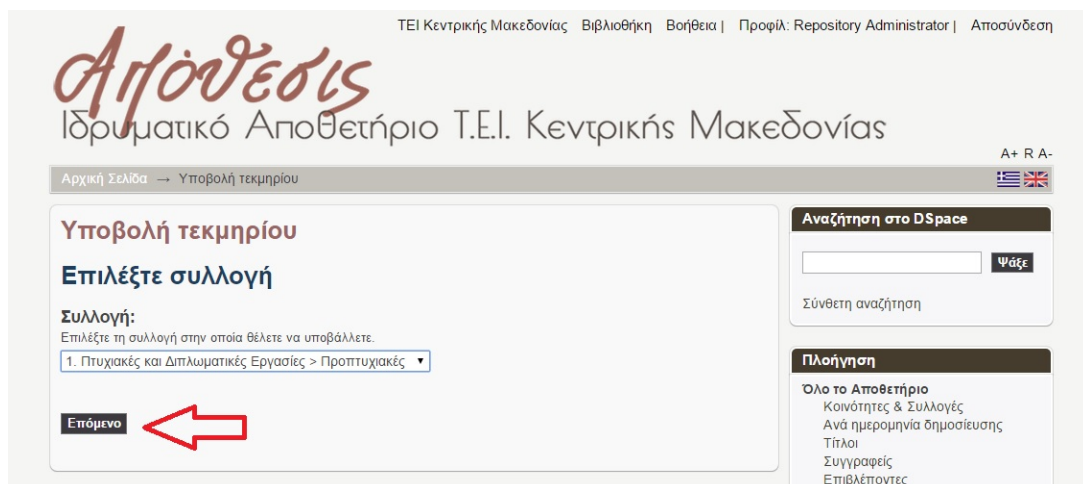 ΤΕΙ Κεντρικής Μακεδονίας Βιβλιοθήκη Βοήθεια | Προφίλ: Repository Administrator | Αποσύνδεση
Απόθεσις
Ιδρυματικό Αποθετήριο Τ.Ε.Ι. Κεντρικής Μακεδονίας
A+ R A-
Αρχική Σελίδα → Υποβολή τεκμηρίου
Υποβολή τεκμηρίου
Επιλέξτε συλλογή
Συλλογή:
Επιλέξτε τη συλλογή στην οποία θέλετε να υποβάλλετε.
1. Πτυχιακές και Διπλωματικές Εργασίες > Προπτυχιακές
Επόμενο
Αναζήτηση στο DSpace
Ψάξε
Σύνθετη αναζήτηση
Πλοήγηση
Όλο το Αποθετήριο
Κοινότητες & Συλλογές
Ανά ημερομηνία δημοσίευσης
Τίτλοι
Συγγραφείς
Επιβλέποντες